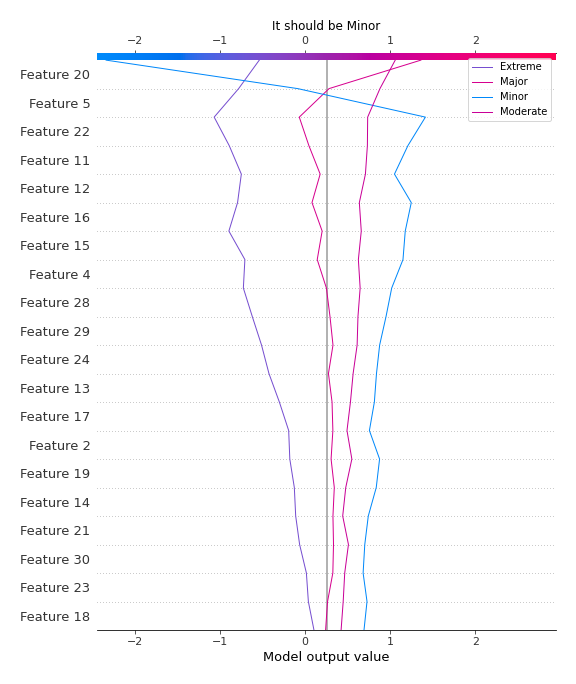 It should be Minor
−2 −1 0 1 2
Extreme
Major
Minor
Moderate
Feature 20
Feature 5
Feature 22
Feature 11
Feature 12
Feature 16
Feature 15
Feature 4
Feature 28
Feature 29
Feature 24
Feature 13
Feature 17
Feature 2
Feature 19
Feature 14
Feature 21
Feature 30
Feature 23
Feature 18
−2 −1 0 1 2
Model output value